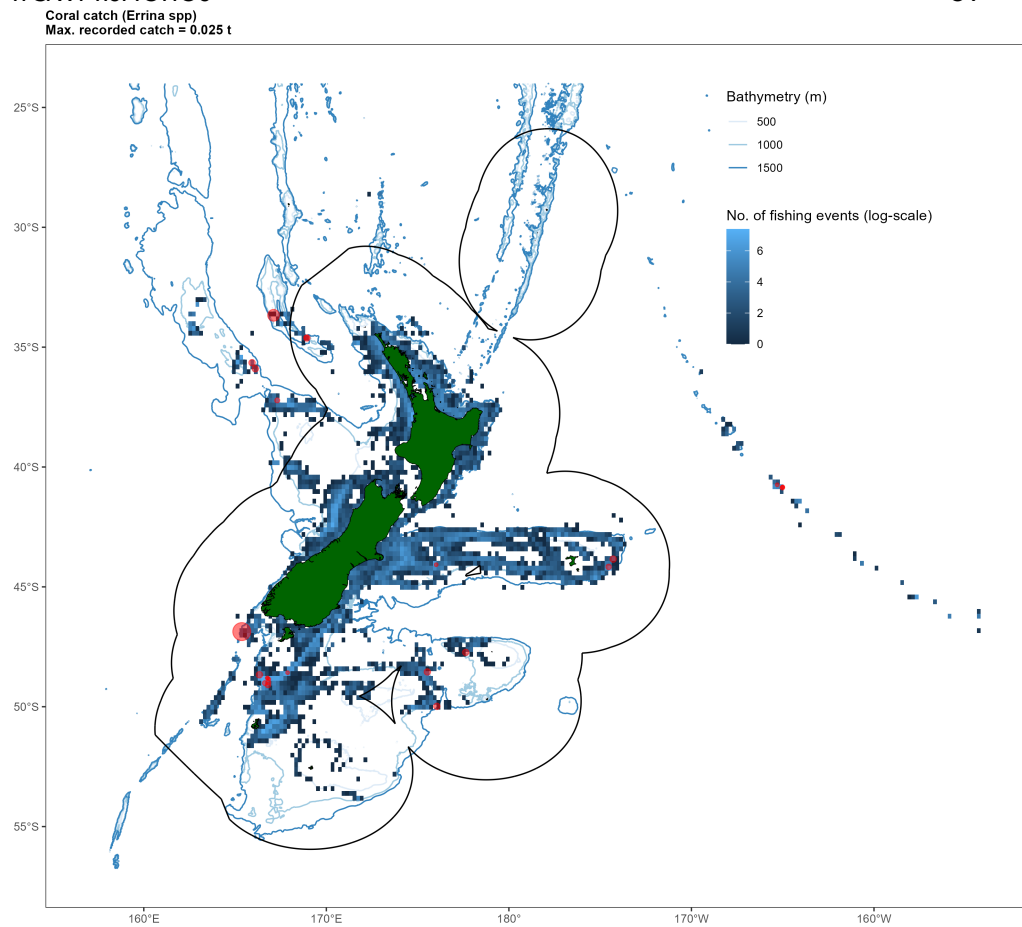 Coral catch (Errina spp)
Max. recorded catch = 0.025 t
Bathymetry (m)
500
1000
1500
No. of fishing events (log-scale)
6
4
2
0
25°S
30°S
35°S
40°S
45°S
50°S
55°S
160°E
170°E
180°
170°W
160°W